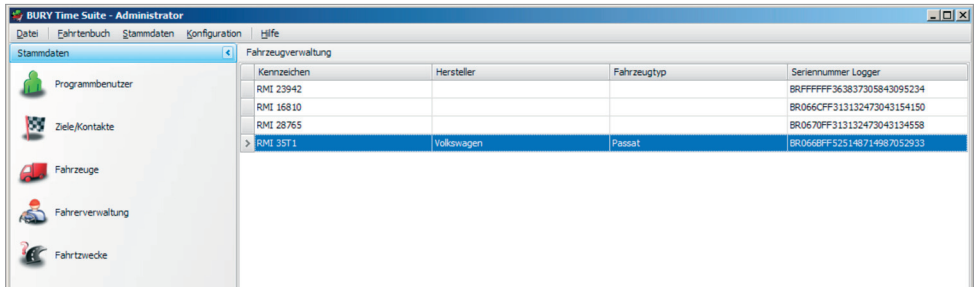 BURY Time Suite - Administrator
Datei Fahrtenbuch Stammdaten Konfiguration Hilfe
Stammdaten
Fahrzeugverwaltung
Programmbenutzer
Ziele/Kontakte
Fahrzeuge
Fahrerverwaltung
Fahrtzwecke
Kennzeichen Hersteller Fahrzeugtyp Seriennummer Logger
RMI 23942 BRFFFFFF363837305843095234
RMI 16810 BR066CFF313132473043154150
RMI 28765 BR0670FF313132473043134558
RMI 35T1 Volkswagen Passat BR066BFF525148714987052933